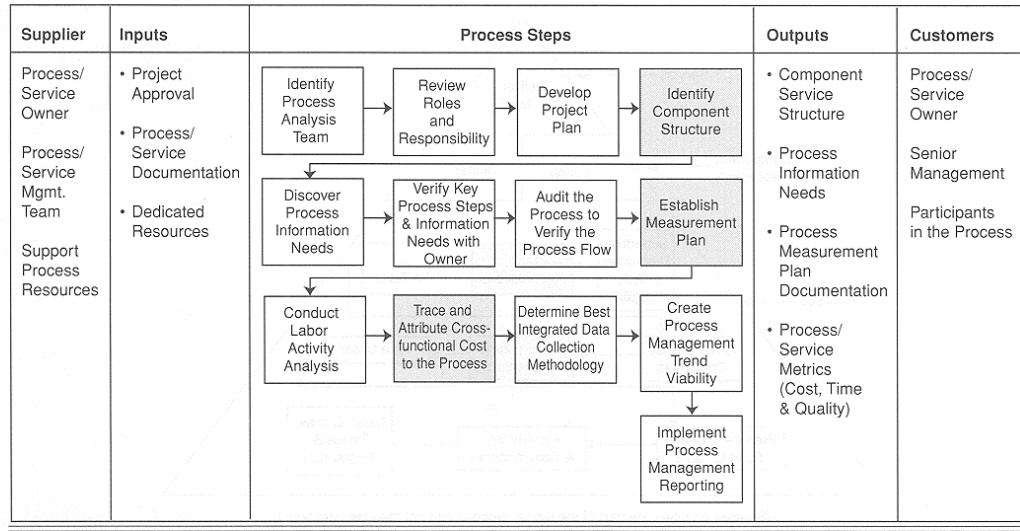 Supplier
Inputs
Process Steps
Outputs
Customers
Process/
Service
Owner
Process/
Service
Mgmt.
Team
Support
Process
Resources
• Project
Approval
• Process/
Service
Documentation
• Dedicated
Resources
Identify
Process
Analysis
Team
Review
Roles
and
Responsibility
Develop
Project
Plan
Identify
Component
Structure
Discover
Process
Information
Needs
Verify Key
Process Steps
& Information
Needs with
Owner
Audit the
Process to
Verify the
Process Flow
Establish
Measurement
Plan
Conduct
Labor
Activity
Analysis
Trace and
Attribute Cross-
functional Cost
to the Process
Determine Best
Integrated Data
Collection
Methodology
Create
Process
Management
Trend
Viability
Implement
Process
Management
Reporting
• Component
Service
Structure
• Process
Information
Needs
• Process
Measurement
Plan
Documentation
• Process/
Service
Metrics
(Cost, Time
& Quality)
Process/
Service
Owner
Senior
Management
Participants
in the Process